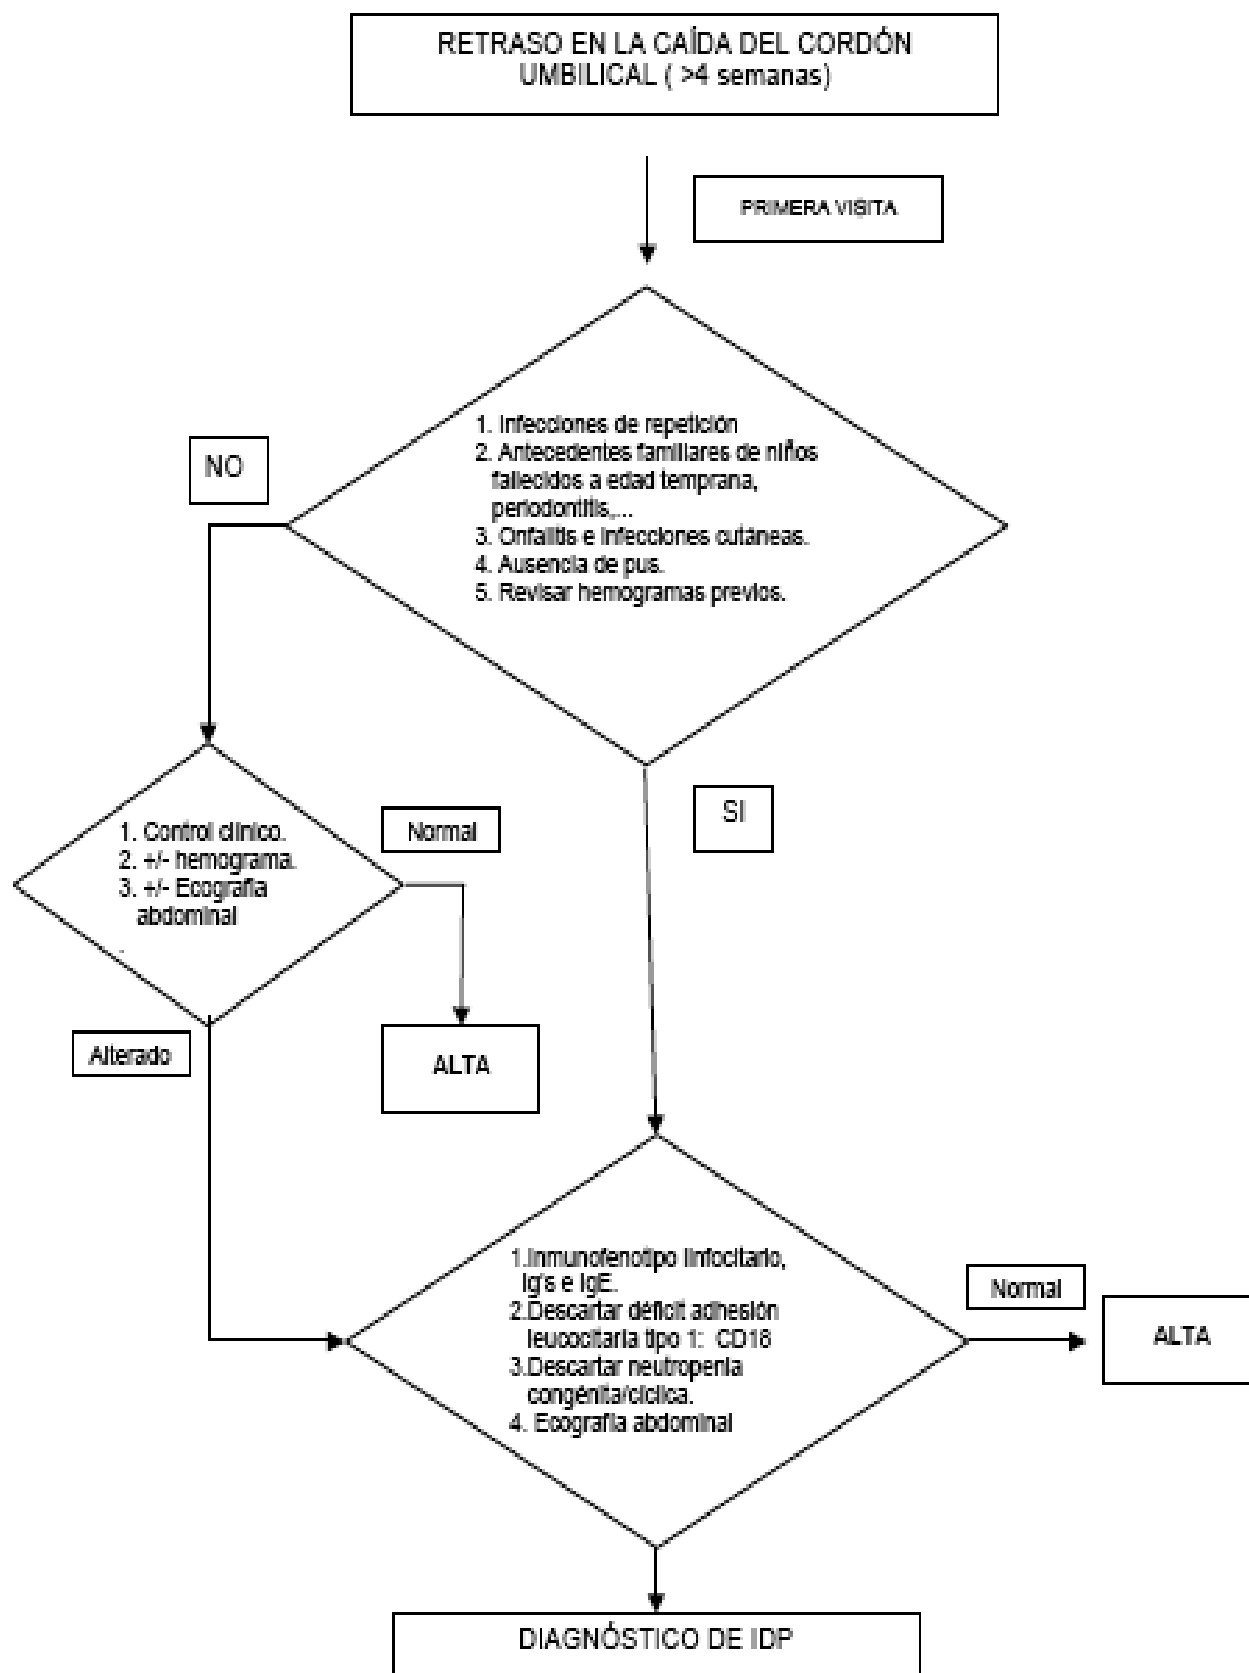 RETRASO EN LA CAÍDA DEL CORDÓN
UMBILICAL ( >4 semanas)
PRIMERA VISITA
1. Infecciones de repetición
2. Antecedentes familiares de niños
fallecidos a edad temprana,
periodontitis,...
3. Onfalitis e infecciones cutáneas.
4. Ausencia de pus.
5. Revisar hemogramas previos.
NO
SI
1. Control clínico.
2. +/- hemograma.
3. +/- Ecografía
abdominal
.
Normal
ALTA
Alterado
1.Inmunofenotipo linfocitario,
Ig's e IgE.
2.Descartar déficit adhesión
leucocitaria tipo 1: CD18
3.Descartar neutropenia
congénita/cíclica.
4. Ecografía abdominal
Normal
ALTA
DIAGNÓSTICO DE IDP